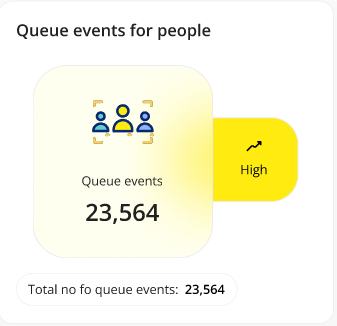 Queue events for people
Queue events
23,564
High
Total no fo queue events: 23,564